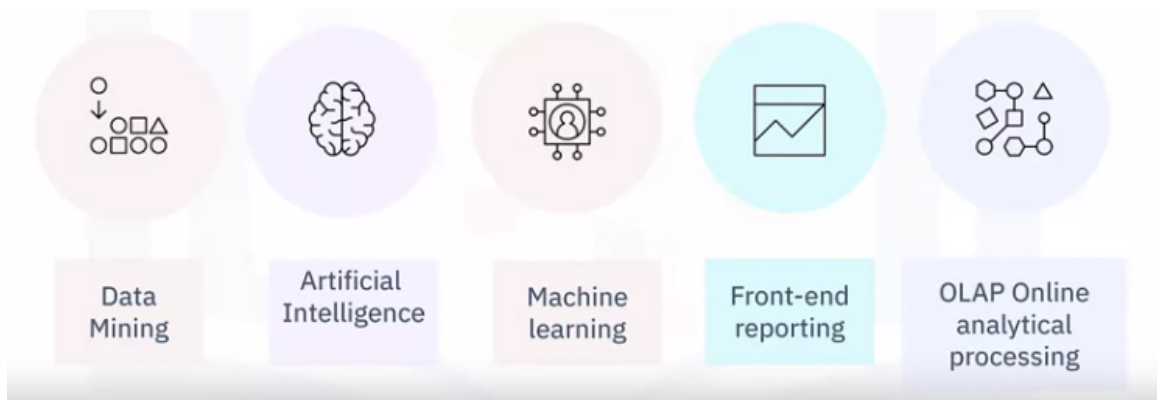 Data
Mining
Artificial
Intelligence
Machine
learning
Front-end
reporting
OLAP Online
analytical
processing